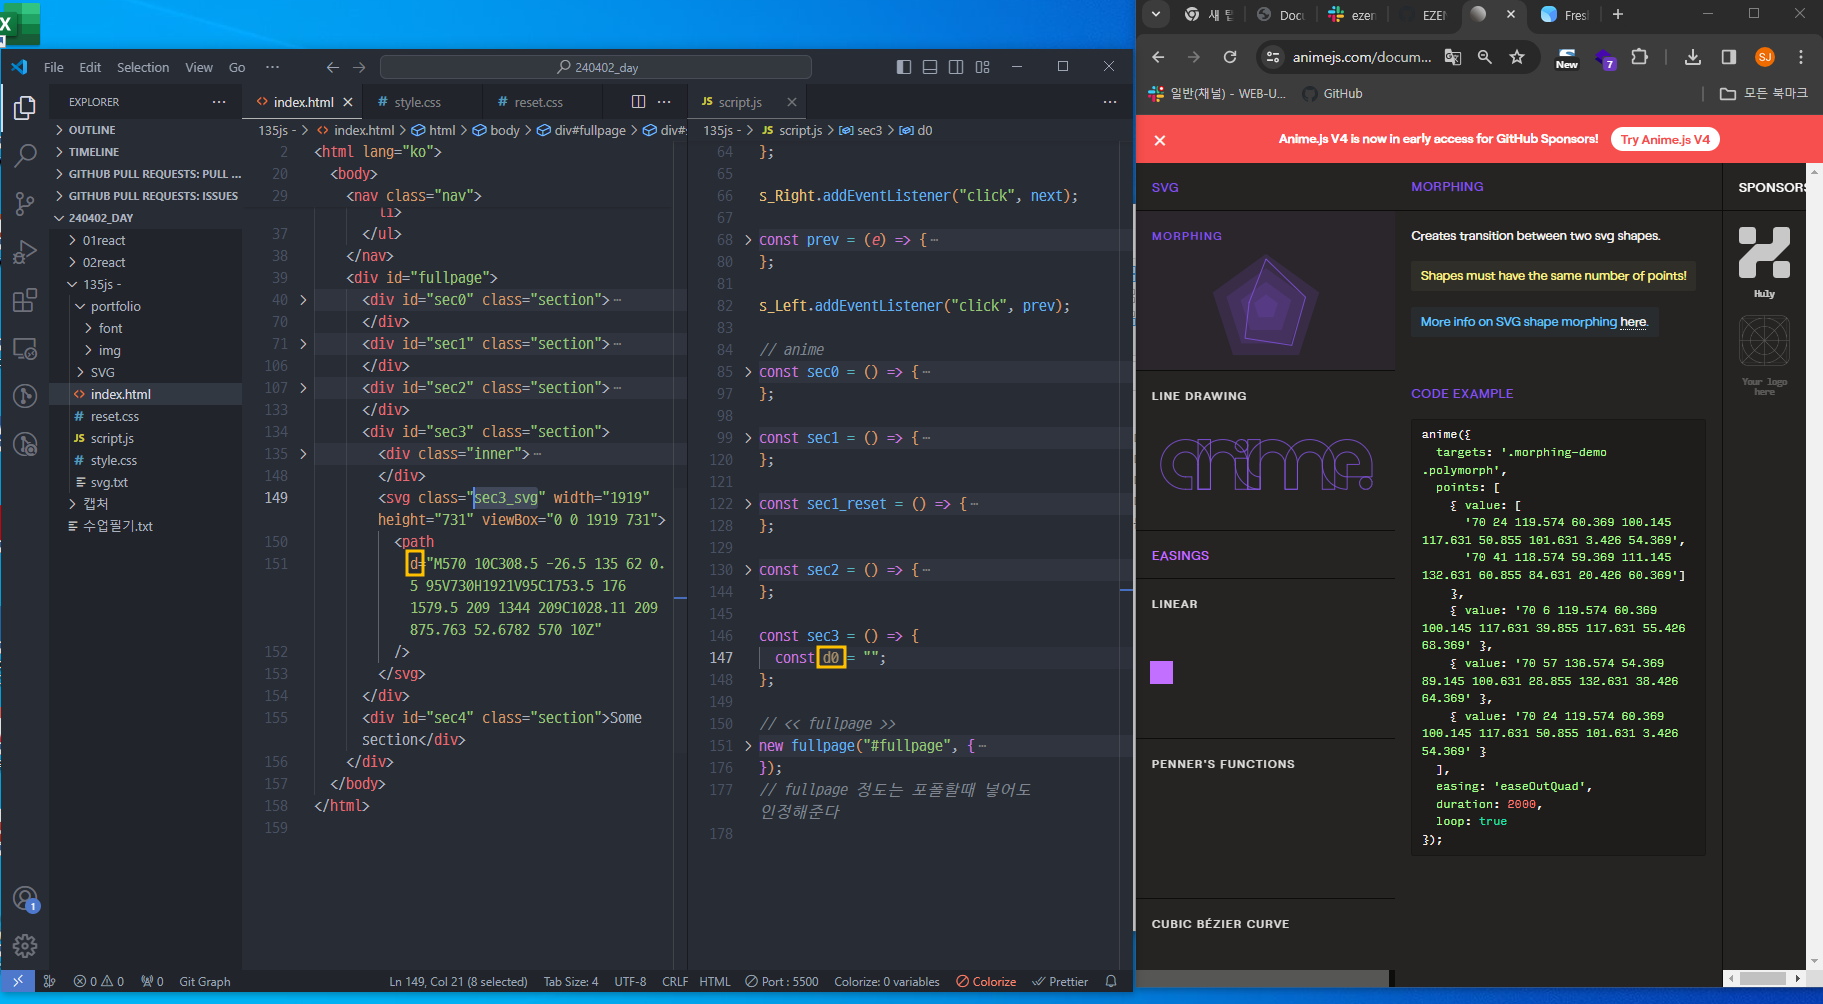 File Edit Selection View Go ···
240402_day
EXPLORER ···
OUTLINE
TIMELINE
GITHUB PULL REQUESTS: PULL ...
GITHUB PULL REQUESTS: ISSUES
240402_DAY
01react
02react
135js -
portfolio
font
img
SVG
<> index.html
# reset.css
JS script.js
# style.css
svg.txt
캡처
수업필기.txt
1
<> index.html
# style.css
# reset.css
···
135js - > <> index.html > html > body > div#fullpage > div#s
2 <html lang="ko">
20 <body>
29 <nav class="nav">
li>
37 </ul>
38 </nav>
39 <div id="fullpage">
40 <div id="sec0" class="section">···
70 </div>
71 <div id="sec1" class="section">···
106 </div>
107 <div id="sec2" class="section">···
133 </div>
134 <div id="sec3" class="section">
135 <div class="inner">···
148 </div>
149 <svg class="sec3_svg" width="1919"
height="731" viewBox="0 0 1919 731">
150 <path
151 d="M570 10C308.5 -26.5 135 62 0.
5 95V730H1921V95C1753.5 176
1579.5 209 1344 209C1028.11 209
875.763 52.6782 570 10Z"
152 />
153 </svg>
154 </div>
155 <div id="sec4" class="section">Some
section</div>
156 </div>
157 </body>
158 </html>
159
JS script.js
···
135js - > JS script.js > sec3 > d0
64 };
65
66 s_Right.addEventListener("click", next);
67
68 const prev = (e) => {···
80 };
81
82 s_Left.addEventListener("click", prev);
83
84 // anime
85 const sec0 = () => {···
97 };
98
99 const sec1 = () => {···
120 };
121
122 const sec1_reset = () => {···
128 };
129
130 const sec2 = () => {···
144 };
145
146 const sec3 = () => {
147 const d0 = "";
148 };
149
150 // << fullpage >>
151 new fullpage("#fullpage", {···
176 });
177 // fullpage 정도는 포폴할때 넣어도
인정해준다
178
0 0 0 Git Graph Ln 149, Col 21 (8 selected) Tab Size: 4 UTF-8 CRLF HTML Port : 5500 Colorize: 0 variables Colorize Prettier
Docu ezen EZEN Fresh
animejs.com/docum...
New 7 SJ
일반(채널) - WEB-U... GitHub 모든 북마크
Anime.js V4 is now in early access for GitHub Sponsors! Try Anime.js V4
SVG
MORPHING
LINE DRAWING
anime.
EASINGS
LINEAR
PENNER'S FUNCTIONS
CUBIC BÉZIER CURVE
MORPHING
Creates transition between two svg shapes.
Shapes must have the same number of points!
More info on SVG shape morphing here.
CODE EXAMPLE
anime({
targets: '.morphing-demo
.polymorph',
points: [
{ value: [
'70 24 119.574 60.369 100.145
117.631 50.855 101.631 3.426 54.369',
'70 41 118.574 59.369 111.145
132.631 60.855 84.631 20.426 60.369']
},
{ value: '70 6 119.574 60.369
100.145 117.631 39.855 117.631 55.426
68.369' },
{ value: '70 57 136.574 54.369
89.145 100.631 28.855 132.631 38.426
64.369' },
{ value: '70 24 119.574 60.369
100.145 117.631 50.855 101.631 3.426
54.369' }
],
easing: 'easeOutQuad',
duration: 2000,
loop: true
});
SPONSORS
Huly
Your logo
here